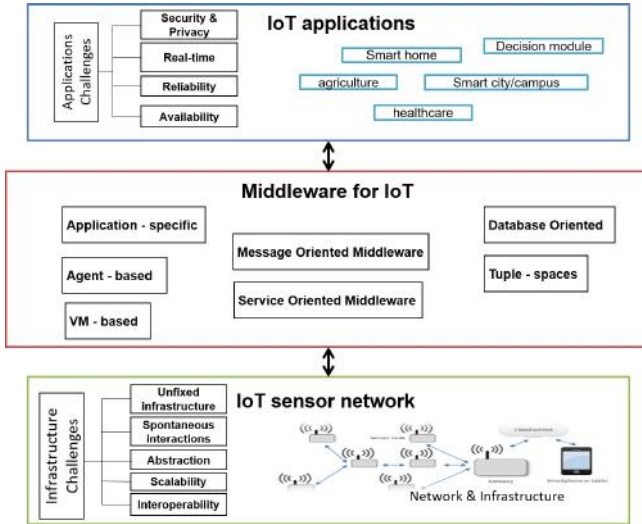 IoT applications
Applications
Challenges
Security &
Privacy
Real-time
Reliability
Availability
Smart home
Decision module
agriculture
Smart city/campus
healthcare
Middleware for IoT
Application - specific
Agent - based
VM - based
Message Oriented Middleware
Service Oriented Middleware
Database Oriented
Tuple - spaces
IoT sensor network
Infrastructure
Challenges
Unfixed
infrastructure
Spontaneous
Interactions
Abstraction
Scalability
Interoperability
Gateway
Network & Infrastructure